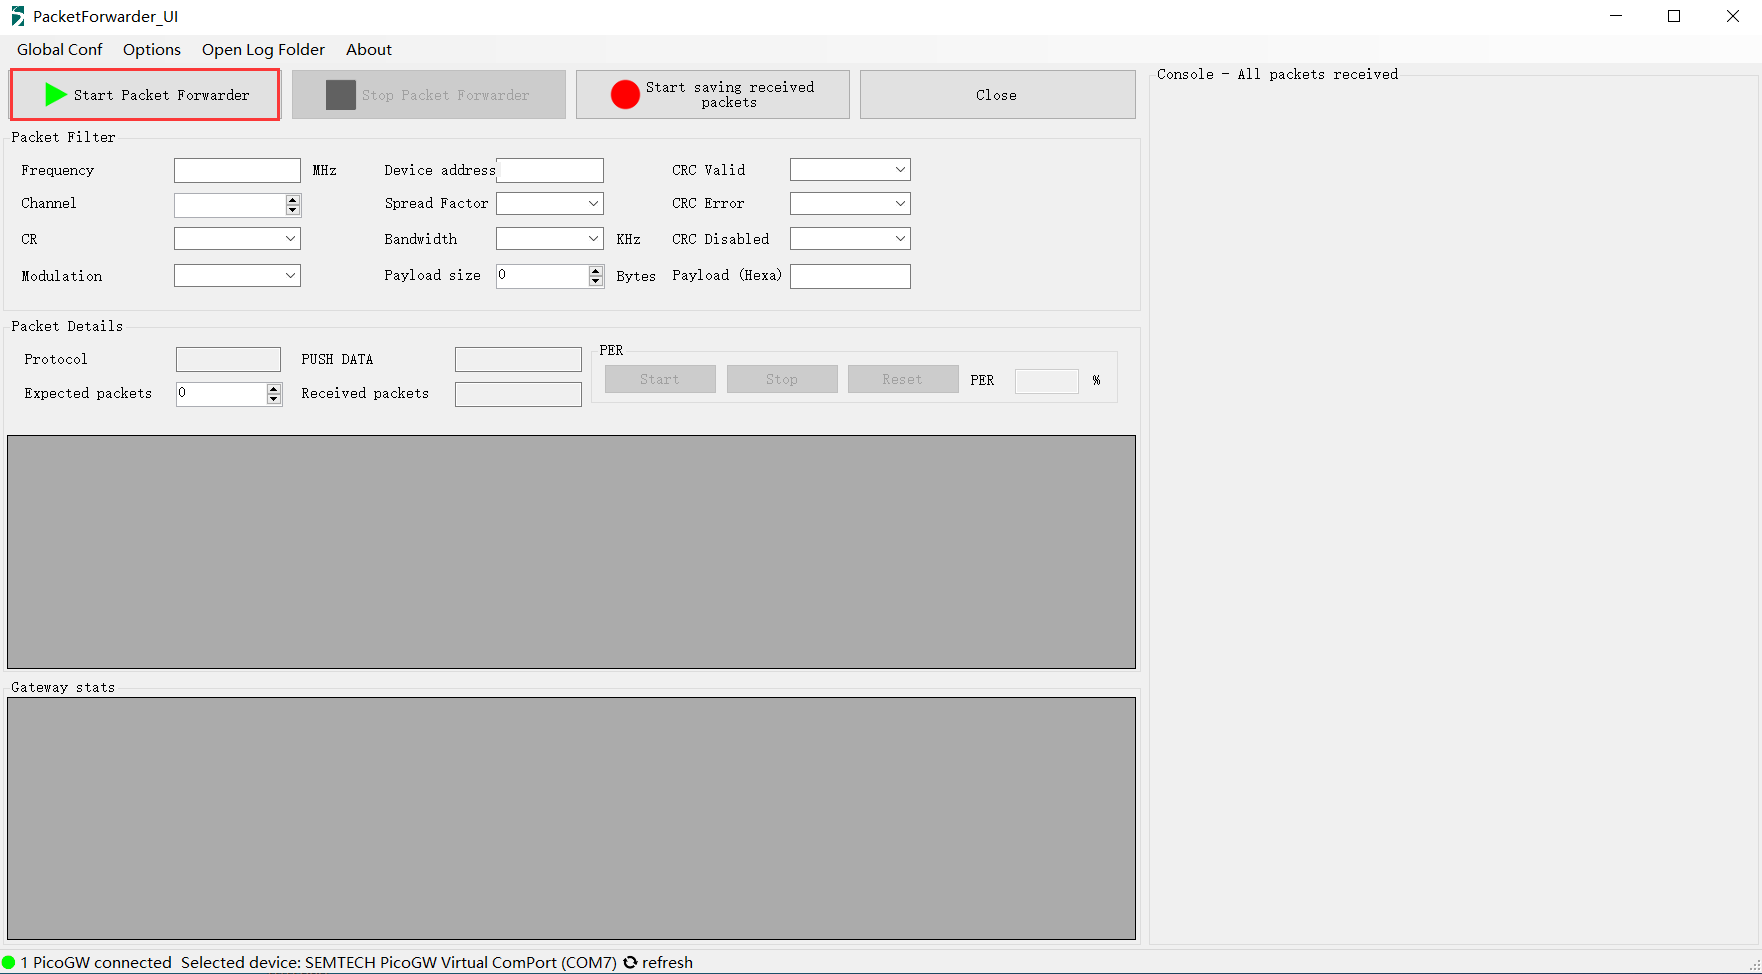 PacketForwarder_UI
Global Conf Options Open Log Folder About
Start Packet Forwarder
Stop Packet Forwarder
Start saving received
packets
Close
Console - All packets received
Packet Filter
Frequency MHz Device address CRC Valid
Channel Spread Factor CRC Error
CR Bandwidth KHz CRC Disabled
Modulation Payload size 0 Bytes Payload (Hexa)
Packet Details
Protocol PUSH DATA
PER
Start Stop Reset PER %
Expected packets 0 Received packets
Gateway stats
1 PicoGW connected Selected device: SEMTECH PicoGW Virtual ComPort (COM7) refresh